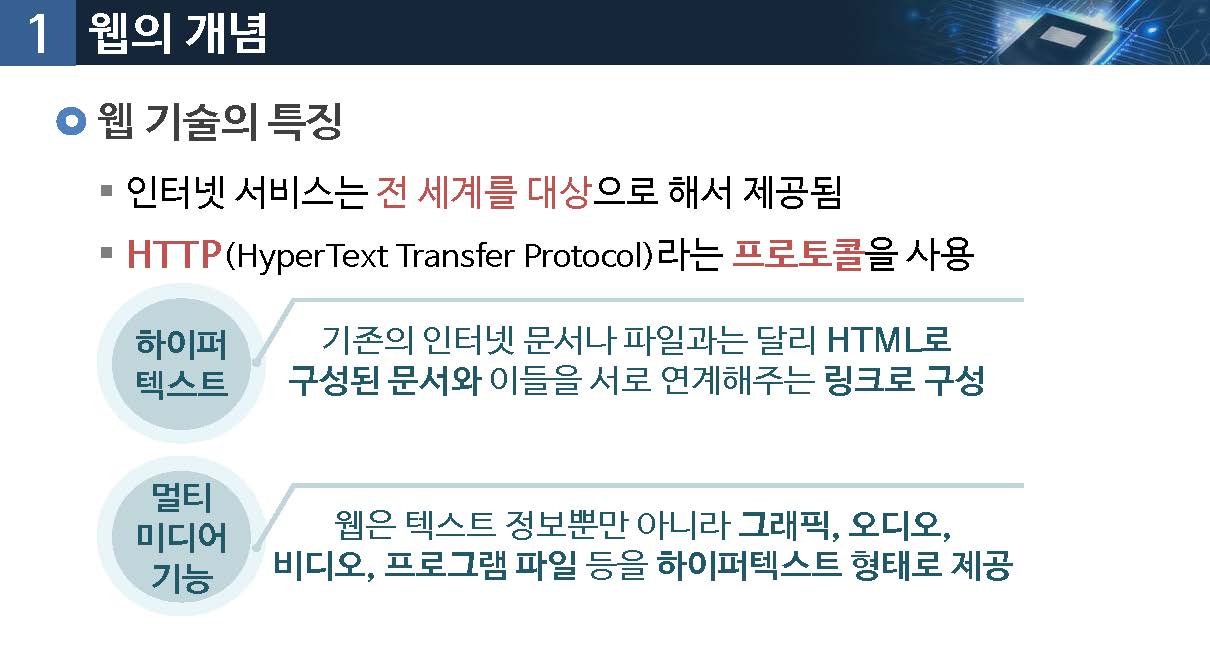 1 웹의 개념
웹 기술의 특징
인터넷 서비스는 전 세계를 대상으로 해서 제공됨
HTTP(HyperText Transfer Protocol)라는 프로토콜을 사용
하이퍼
텍스트
기존의 인터넷 문서나 파일과는 달리 HTML로
구성된 문서와 이들을 서로 연계해주는 링크로 구성
멀티
미디어
기능
웹은 텍스트 정보뿐만 아니라 그래픽, 오디오,
비디오, 프로그램 파일 등을 하이퍼텍스트 형태로 제공